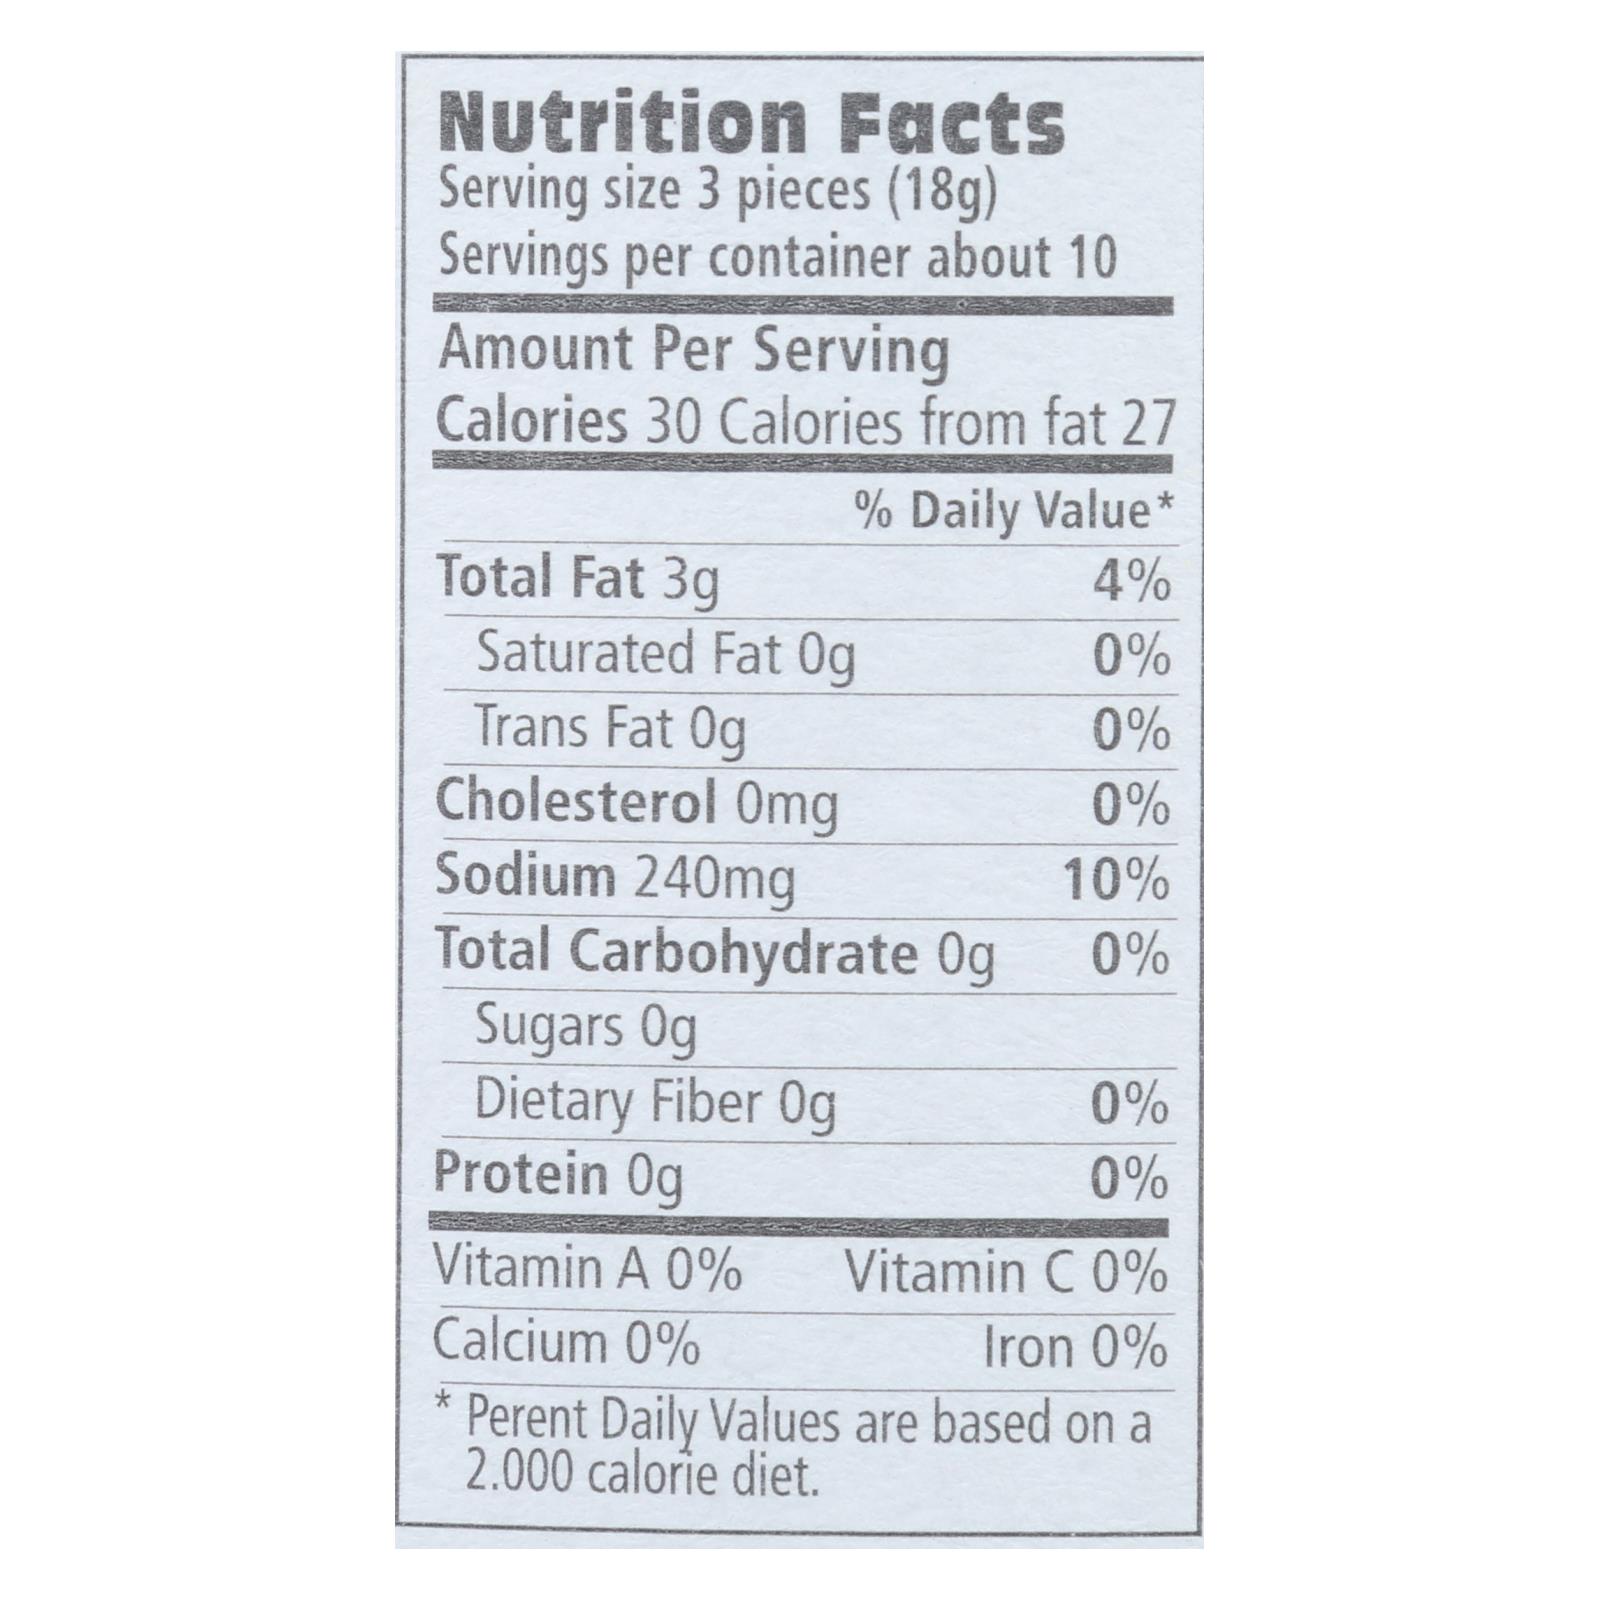 Nutrition Facts
Serving size 3 pieces (18g)
Servings per container about 10
Amount Per Serving
Calories 30 Calories from fat 27
% Daily Value*
Total Fat 3g 4%
Saturated Fat 0g 0%
Trans Fat 0g 0%
Cholesterol 0mg 0%
Sodium 240mg 10%
Total Carbohydrate 0g 0%
Sugars 0g
Dietary Fiber 0g 0%
Protein 0g 0%
Vitamin A 0% Vitamin C 0%
Calcium 0% Iron 0%
* Perent Daily Values are based on a
2.000 calorie diet.